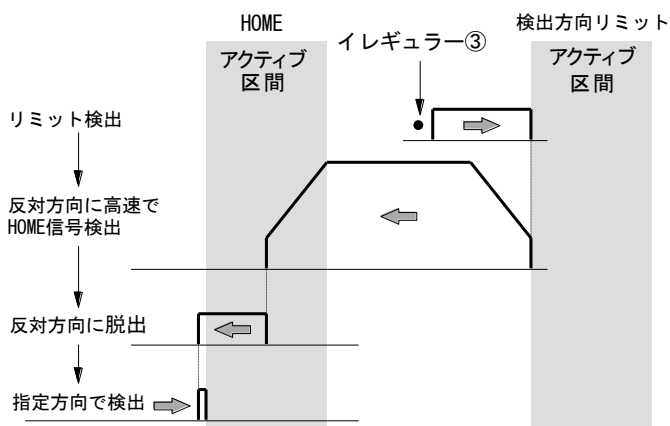 HOME
検出方向リミット
イレギュラー③
アクティブ
区間
アクティブ
区間
リミット検出
反対方向に高速で
HOME信号検出
反対方向に脱出
指定方向で検出